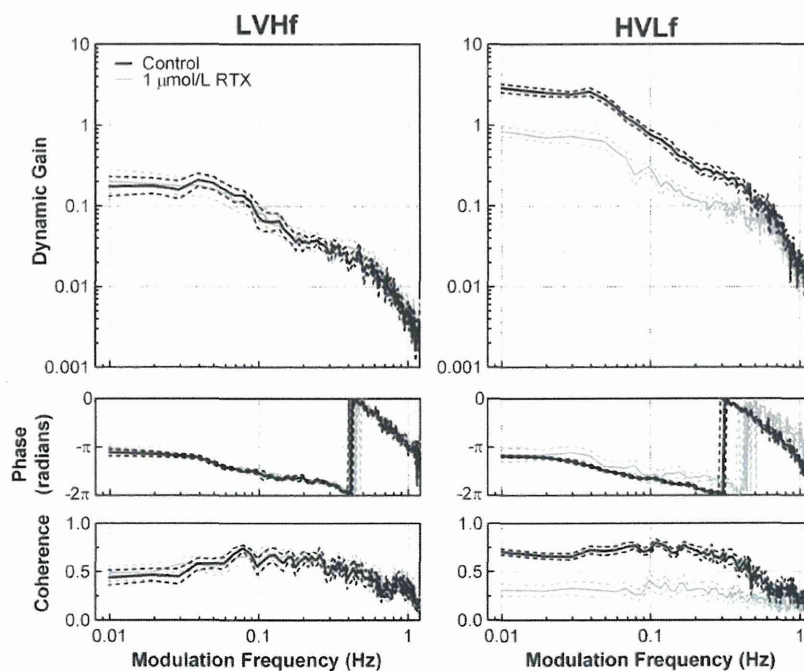 LVHf
HVLf
Control
1 μmol/L RTX
Dynamic Gain
10
1
0.1
0.01
0.001
10
1
0.1
0.01
0.001
Phase
(radians)
0
-π
-2π
0
-π
-2π
Coherence
1.0
0.5
0.0
1.0
0.5
0.0
0.01 0.1 1
0.01 0.1 1
Modulation Frequency (Hz)
Modulation Frequency (Hz)